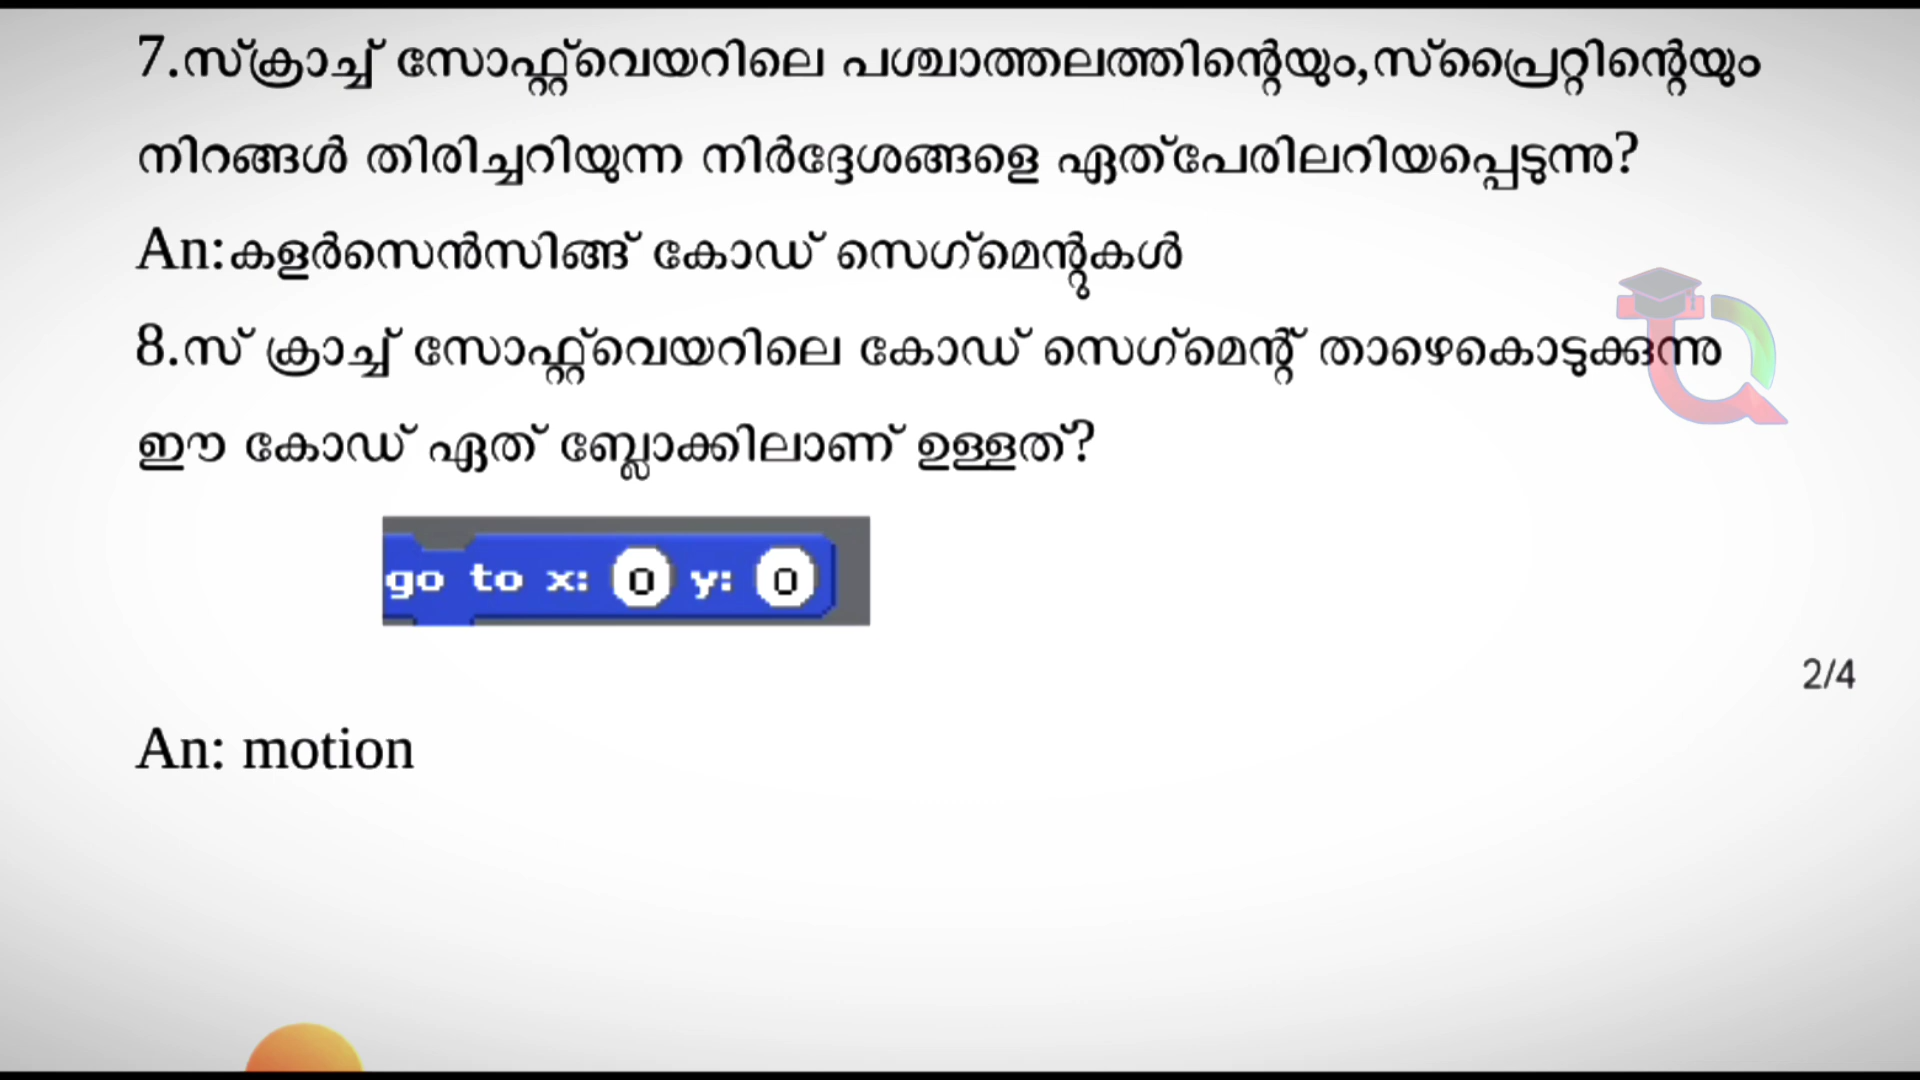 7.സ്ക്രാച്ച് സോഫ്റ്റ്‌വെയറിലെ പശ്ചാത്തലത്തിന്റെയും,സ്പ്രൈറ്റിന്റെയും
നിറങ്ങൾ തിരിച്ചറിയുന്ന നിർദ്ദേശങ്ങളെ ഏത്പേരിലറിയപ്പെടുന്നു?
An:കളർസെൻസിങ്ങ് കോഡ് സെഗ്‌മെന്റുകൾ
8.സ് ക്രാച്ച് സോഫ്റ്റ്‌വെയറിലെ കോഡ് സെഗ്‌മെന്റ് താഴെകൊടുക്കുന്നു
ഈ കോഡ് ഏത് ബ്ലോക്കിലാണ് ഉള്ളത്?
go to x: 0 y: 0
2/4
An: motion